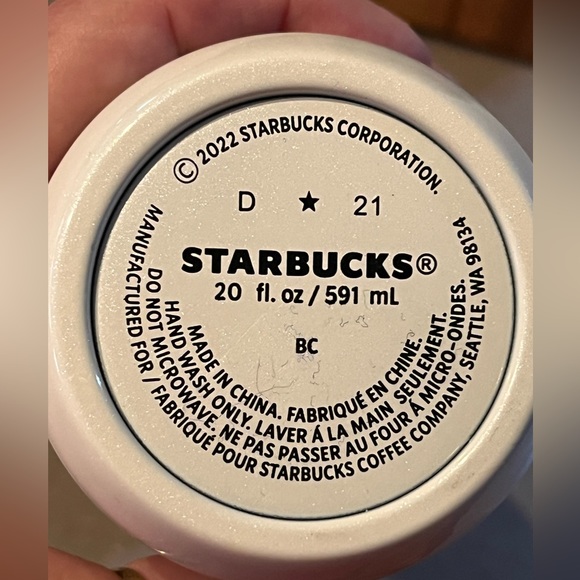 © 2022 STARBUCKS CORPORATION.
D ★ 21
STARBUCKS®
20 fl. oz / 591 mL
BC
MADE IN CHINA. FABRIQUÉ EN CHINE.
HAND WASH ONLY. LAVER Á LA MAIN SEULEMENT.
DO NOT MICROWAVE. NE PAS PASSER AU FOUR Á MICRO-ONDES.
MANUFACTURED FOR / FABRIQUÉ POUR STARBUCKS COFFEE COMPANY, SEATTLE, WA 98134